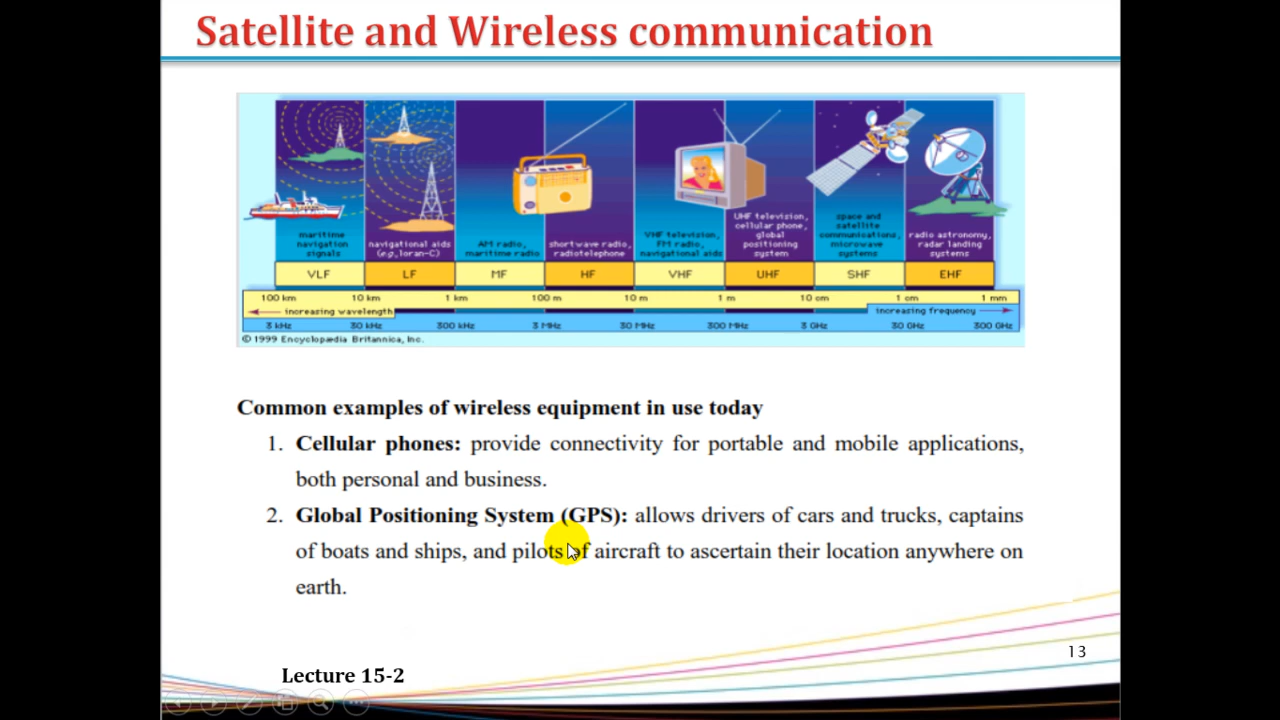 Satellite and Wireless communication
maritime
navigation
signals
navigational aids
(e.g., loran-C)
AM radio,
maritime radio
shortwave radio,
radiotelephone
VHF television,
FM radio,
navigational aids
UHF television,
cellular phone,
global
positioning
system
space and
satellite
communications,
microwave
systems
radio astronomy,
radar landing
systems
VLF LF MF HF VHF UHF SHF EHF
100 km 10 km 1 km 100 m 10 m 1 m 10 cm 1 cm 1 mm
increasing wavelength increasing frequency
3 kHz 30 kHz 300 kHz 3 MHz 30 MHz 300 MHz 3 GHz 30 GHz 300 GHz
© 1999 Encyclopædia Britannica, Inc.
Common examples of wireless equipment in use today
1. Cellular phones: provide connectivity for portable and mobile applications,
both personal and business.
2. Global Positioning System (GPS): allows drivers of cars and trucks, captains
of boats and ships, and pilots of aircraft to ascertain their location anywhere on
earth.
13
Lecture 15-2